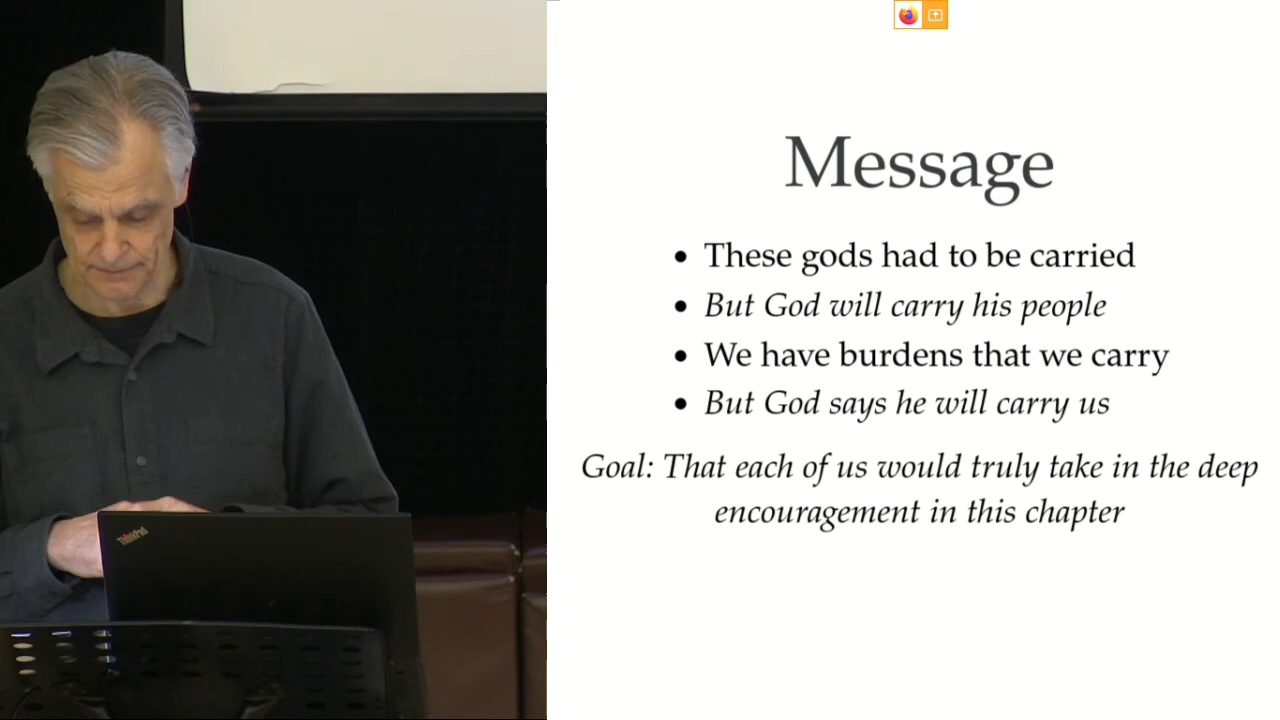 Message
• These gods had to be carried
• But God will carry his people
• We have burdens that we carry
• But God says he will carry us
Goal: That each of us would truly take in the deep
encouragement in this chapter
ThinkPad